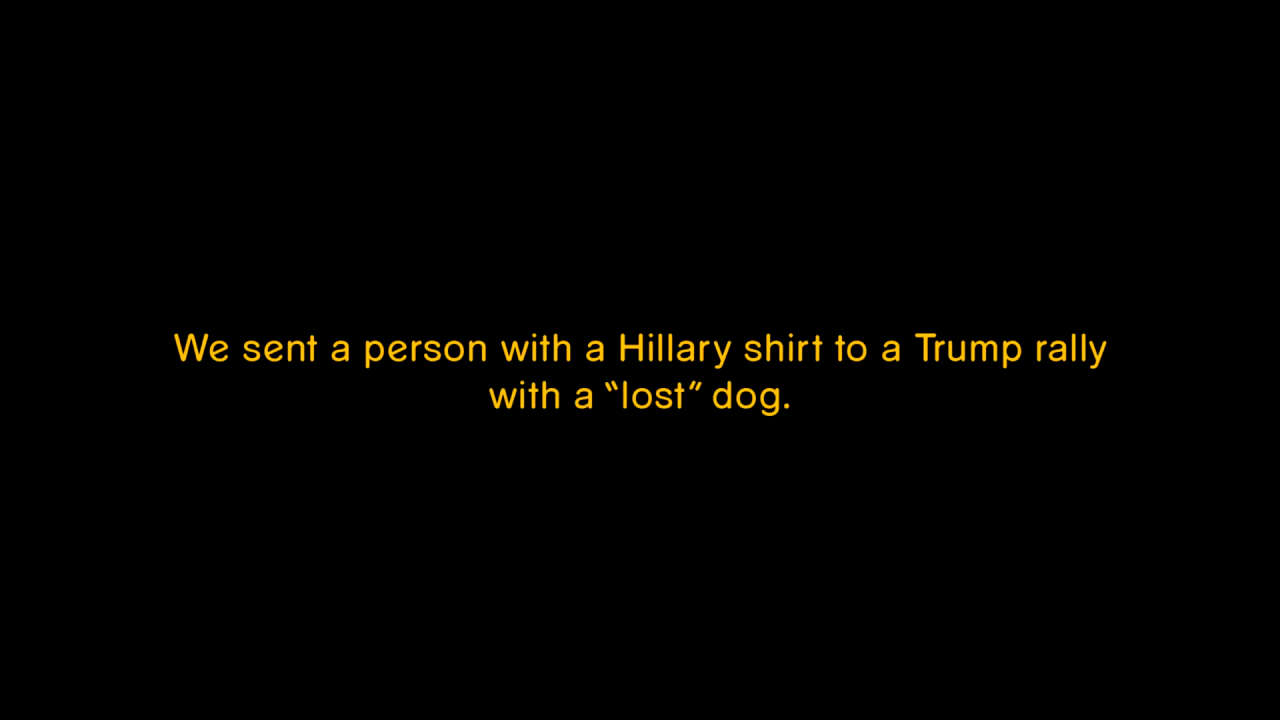 We sent a person with a Hillary shirt to a Trump rally
with a “lost” dog.